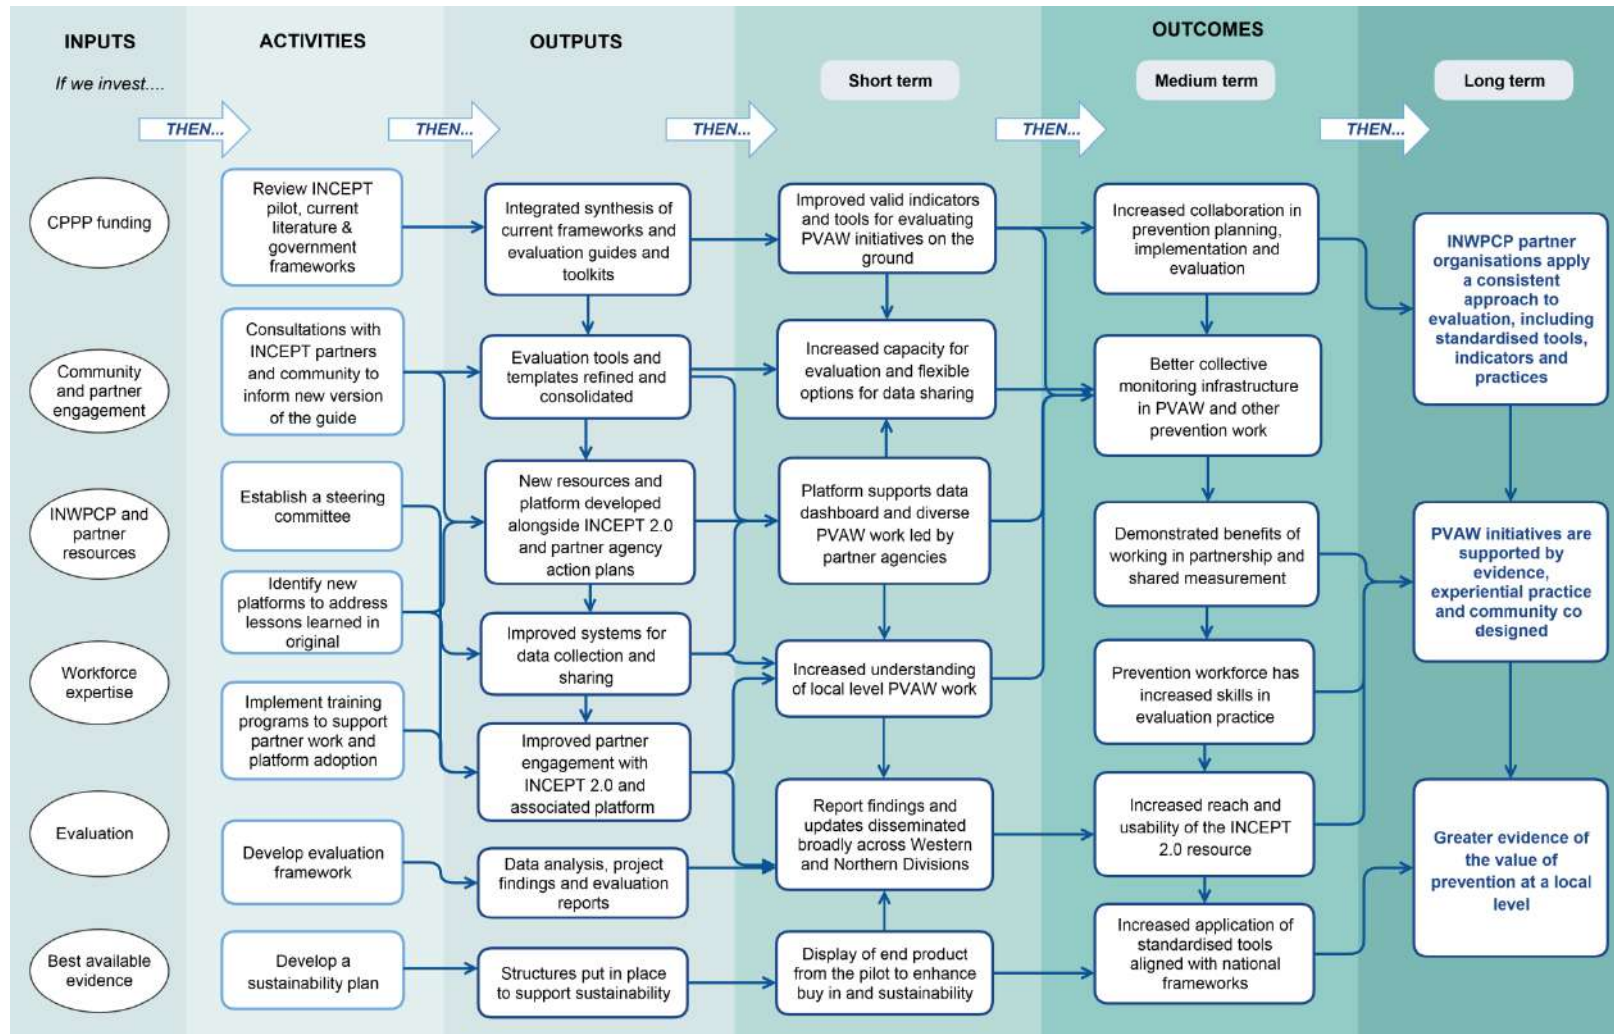 INPUTS
If we invest....
ACTIVITIES
OUTPUTS
OUTCOMES
Short term
Medium term
Long term
THEN...
THEN...
THEN...
THEN...
THEN...
CPPP funding
Community
and partner
engagement
INWPCP and
partner
resources
Workforce
expertise
Evaluation
Best available
evidence
Review INCEPT
pilot, current
literature &
government
frameworks
Consultations with
INCEPT partners
and community to
inform new version
of the guide
Establish a steering
committee
Identify new
platforms to address
lessons learned in
original
Implement training
programs to support
partner work and
platform adoption
Develop evaluation
framework
Develop a
sustainability plan
Integrated synthesis of
current frameworks and
evaluation guides and
toolkits
Evaluation tools and
templates refined and
consolidated
New resources and
platform developed
alongside INCEPT 2.0
and partner agency
action plans
Improved systems for
data collection and
sharing
Improved partner
engagement with
INCEPT 2.0 and
associated platform
Data analysis, project
findings and evaluation
reports
Structures put in place
to support sustainability
Improved valid indicators
and tools for evaluating
PVAW initiatives on the
ground
Increased capacity for
evaluation and flexible
options for data sharing
Platform supports data
dashboard and diverse
PVAW work led by
partner agencies
Increased understanding
of local level PVAW work
Report findings and
updates disseminated
broadly across Western
and Northern Divisions
Display of end product
from the pilot to enhance
buy in and sustainability
Increased collaboration in
prevention planning,
implementation and
evaluation
Better collective
monitoring infrastructure
in PVAW and other
prevention work
Demonstrated benefits of
working in partnership and
shared measurement
Prevention workforce has
increased skills in
evaluation practice
Increased reach and
usability of the INCEPT
2.0 resource
Increased application of
standardised tools
aligned with national
frameworks
INWPCP partner
organisations apply
a consistent
approach to
evaluation, including
standardised tools,
indicators and
practices
PVAW initiatives are
supported by
evidence,
experiential practice
and community co
designed
Greater evidence of
the value of
prevention at a local
level